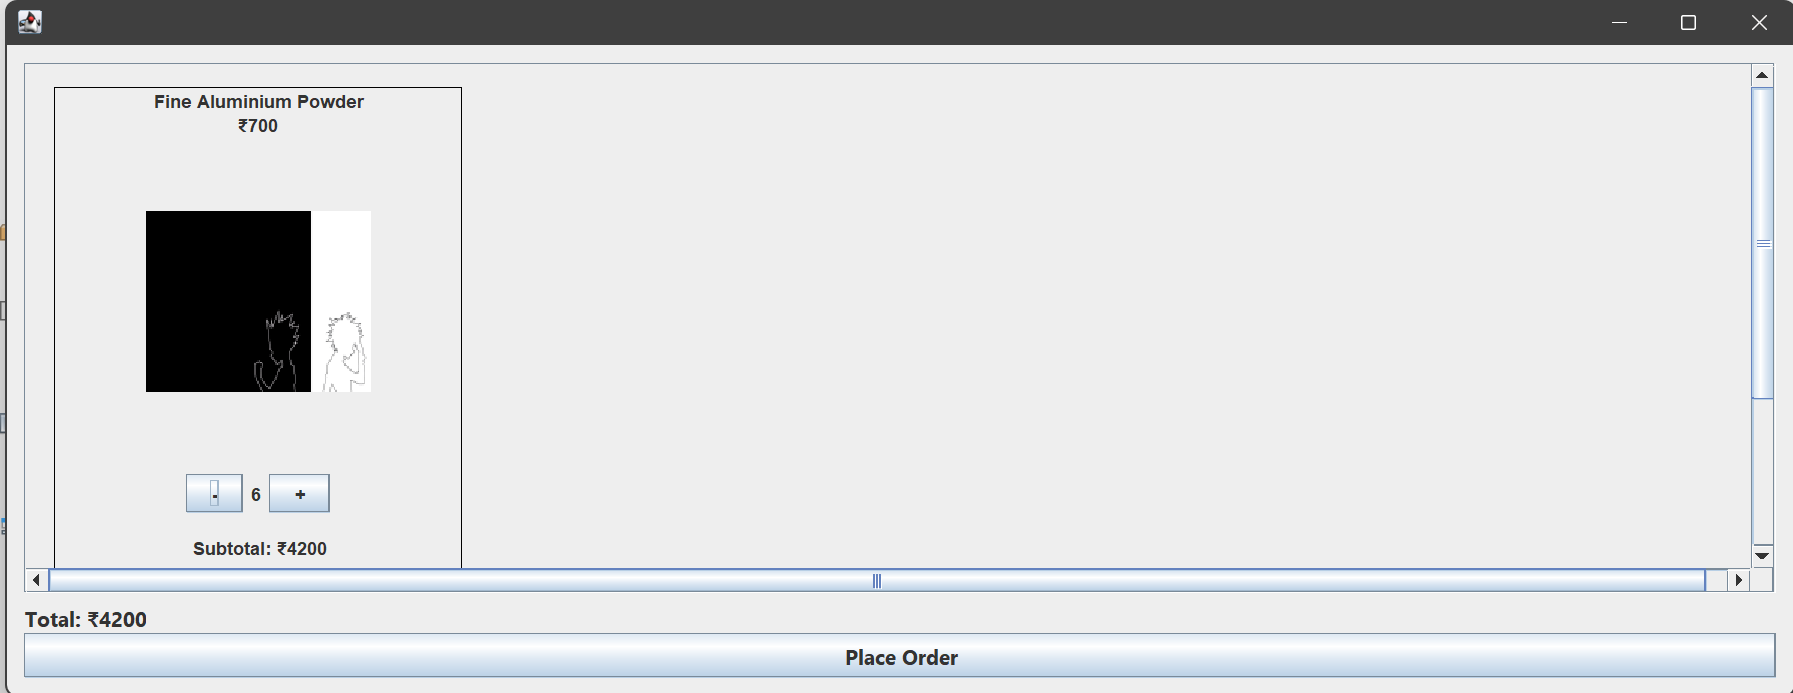 Fine Aluminium Powder
₹700
- 6 +
Subtotal: ₹4200
Total: ₹4200
Place Order